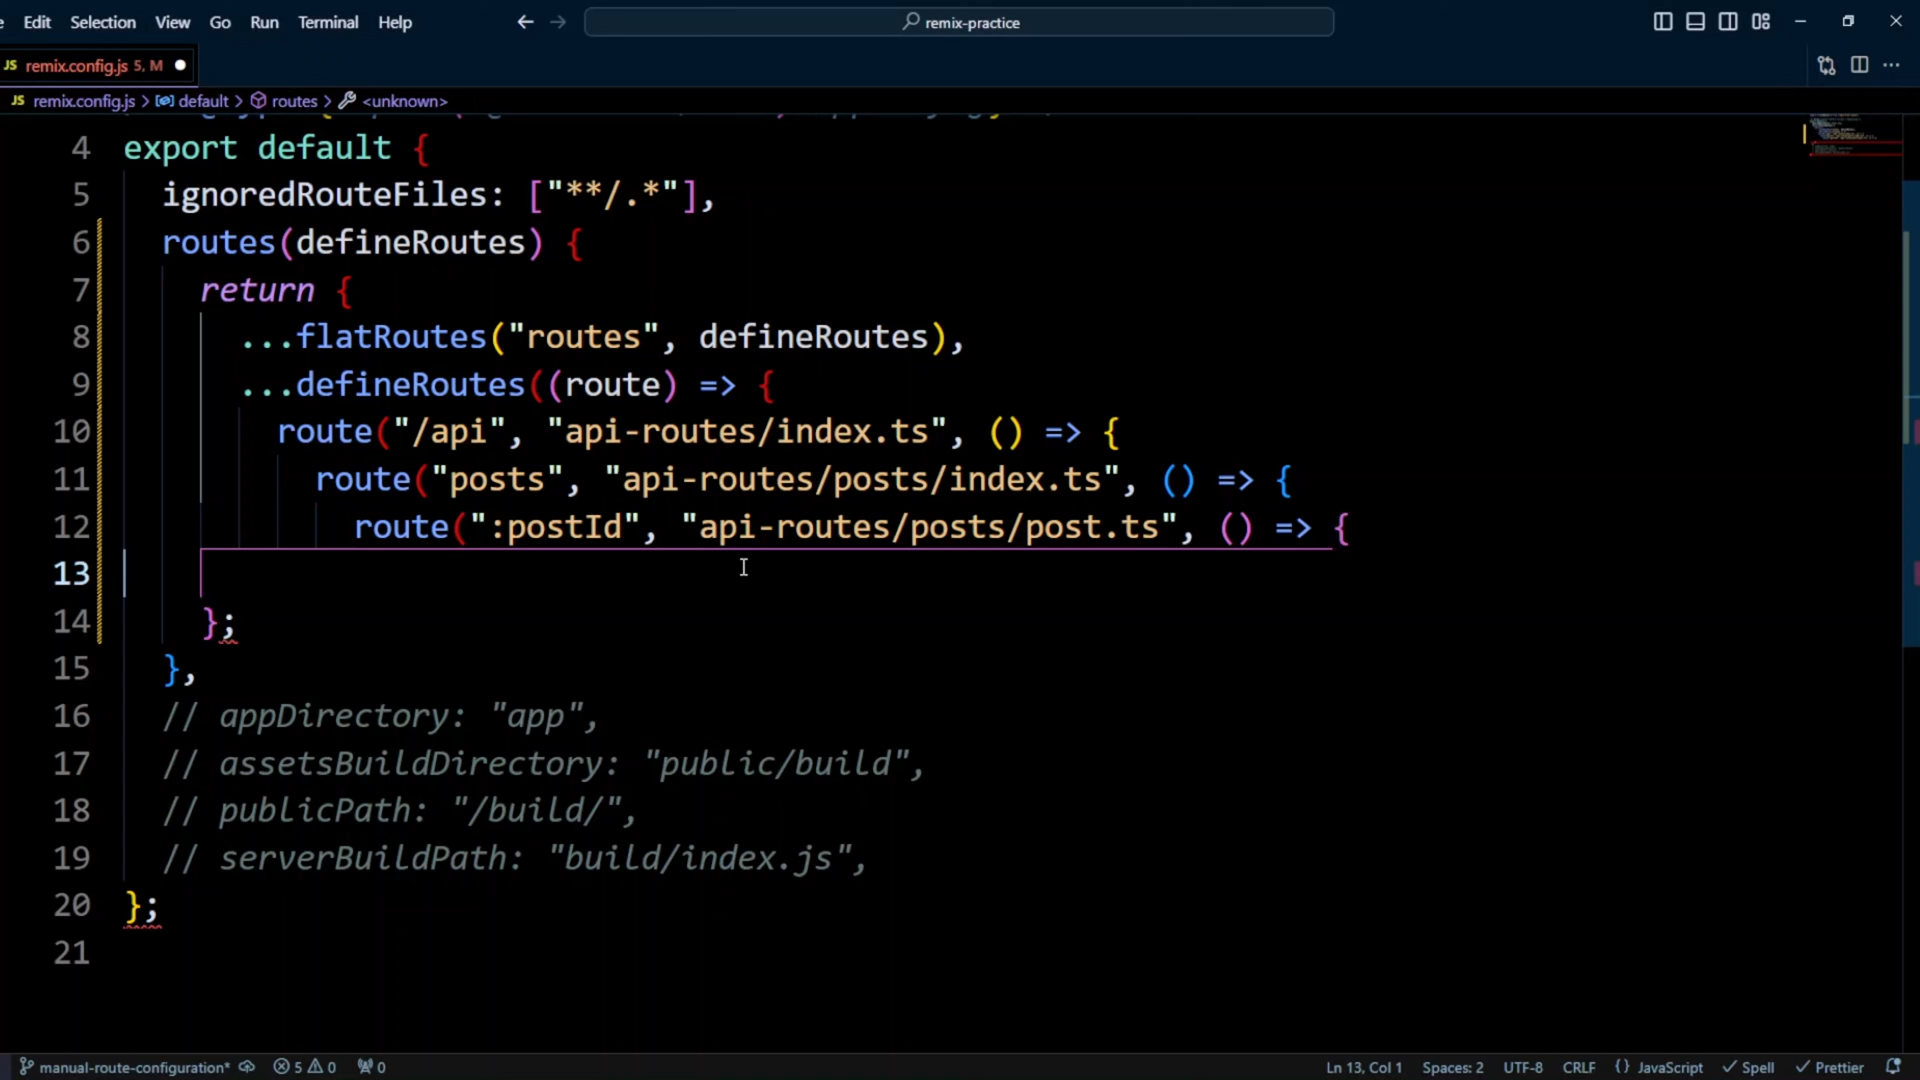 Edit Selection View Go Run Terminal Help
remix-practice
JS remix.config.js 5, M
JS remix.config.js > default > routes > <unknown>
4 export default {
5 ignoredRouteFiles: ["**/.*"],
6 routes(defineRoutes) {
7 return {
8 ...flatRoutes("routes", defineRoutes),
9 ...defineRoutes((route) => {
10 route("/api", "api-routes/index.ts", () => {
11 route("posts", "api-routes/posts/index.ts", () => {
12 route(":postId", "api-routes/posts/post.ts", () => {
13
14 };
15 },
16 // appDirectory: "app",
17 // assetsBuildDirectory: "public/build",
18 // publicPath: "/build/",
19 // serverBuildPath: "build/index.js",
20 };
21
manual-route-configuration* 5 0 0 Ln 13, Col 1 Spaces: 2 UTF-8 CRLF {} JavaScript Spell Prettier